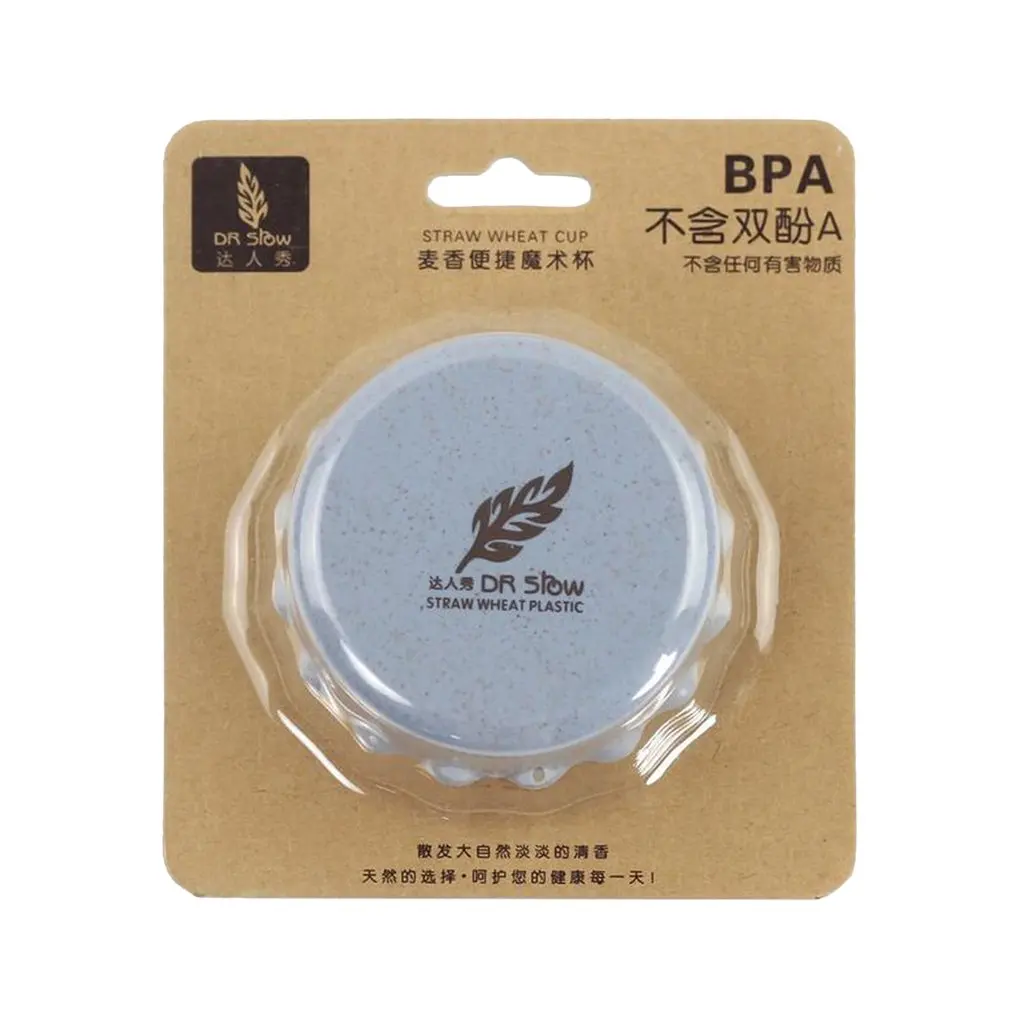 DR Show
达人秀
STRAW WHEAT CUP
麦香便捷魔术杯
BPA
不含双酚A
不含任何有害物质
达人秀 DR Show
STRAW WHEAT PLASTIC
散发大自然淡淡的清香
天然的选择·呵护您的健康每一天!